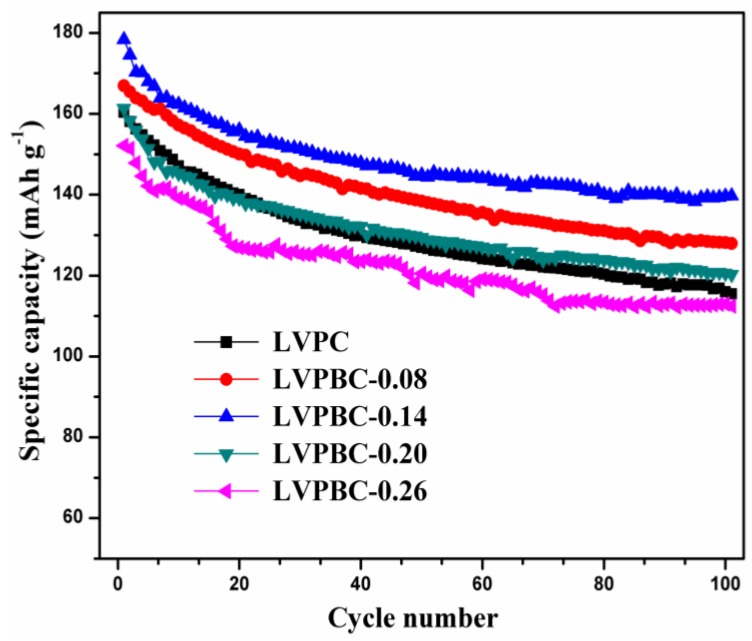 Specific capacity (mAh g-1)
180
160
140
120
100
80
60
LVPC
LVPBC-0.08
LVPBC-0.14
LVPBC-0.20
LVPBC-0.26
0 20 40 60 80 100
Cycle number